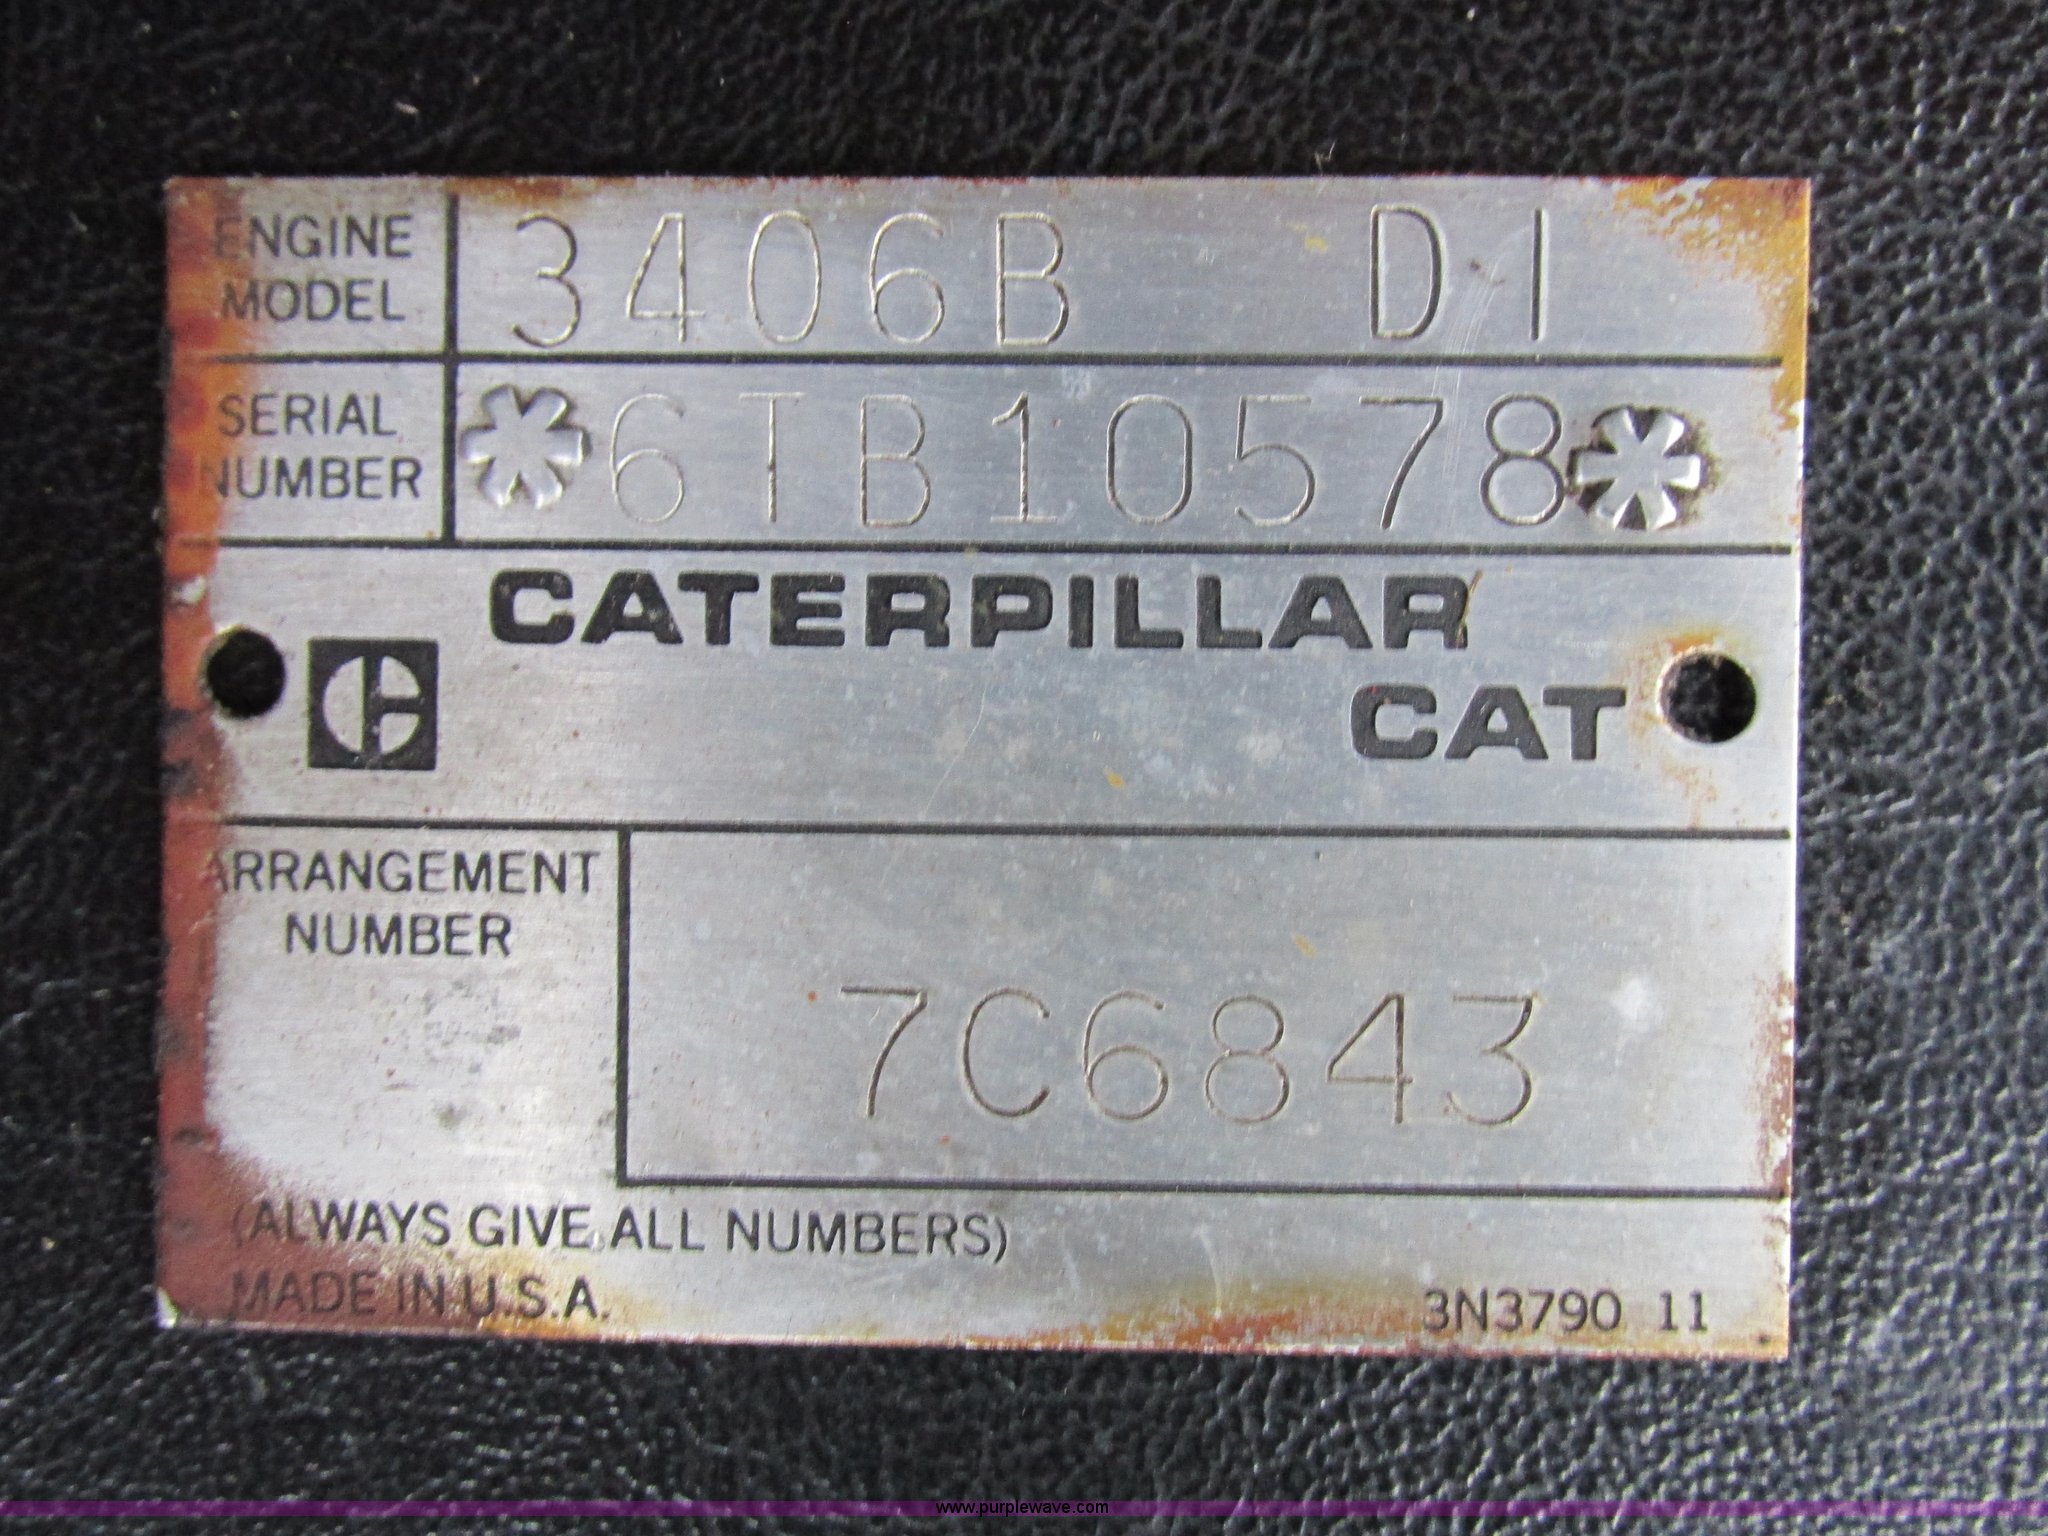 ENGINE MODEL 3406B DI
SERIAL NUMBER *6TB10578*
CATERPILLAR
CAT
ARRANGEMENT NUMBER 7C6843
(ALWAYS GIVE ALL NUMBERS)
MADE IN U.S.A. 3N3790 11
www.purplewave.com